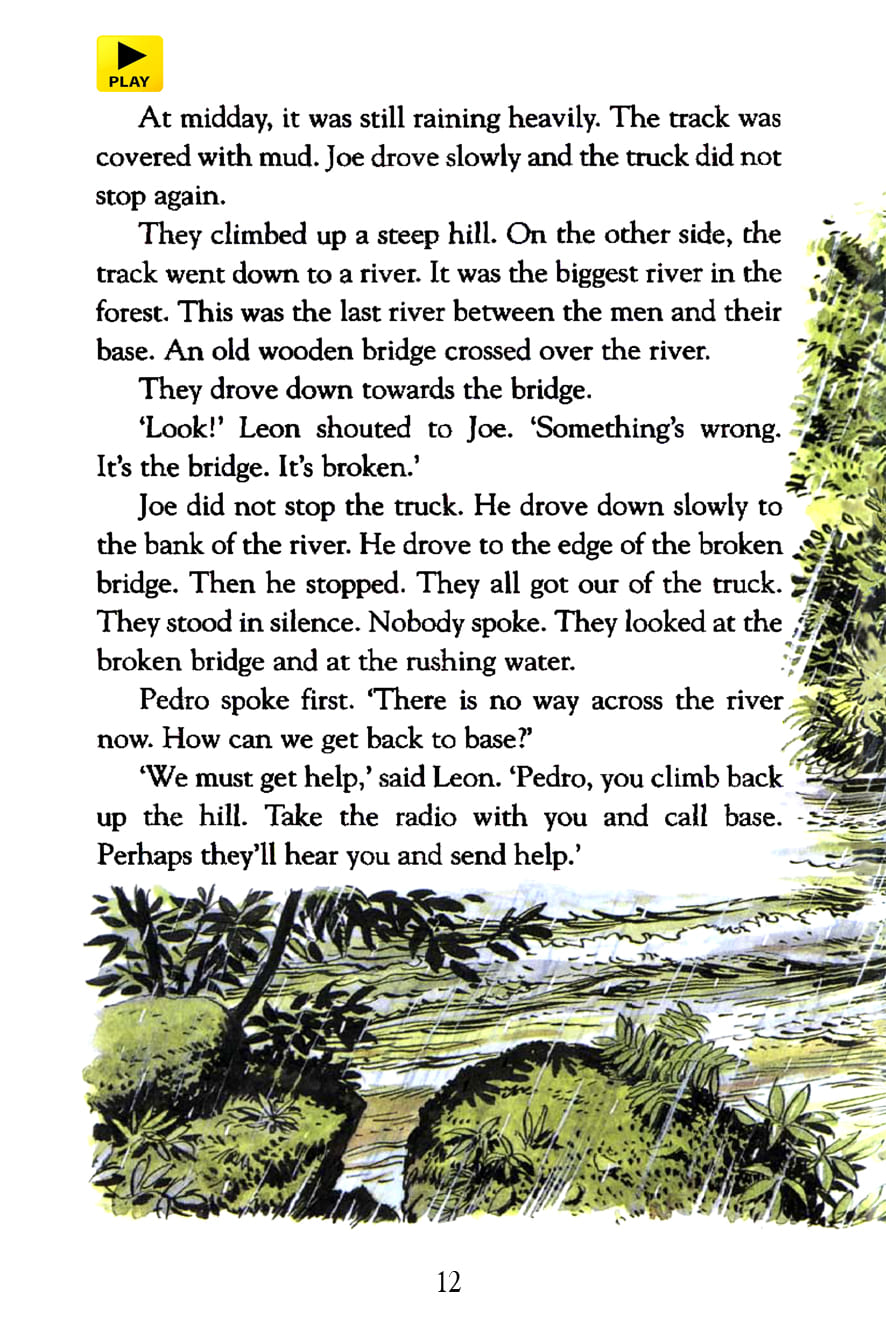 PLAY
At midday, it was still raining heavily. The track was
covered with mud. Joe drove slowly and the truck did not
stop again.
They climbed up a steep hill. On the other side, the
track went down to a river. It was the biggest river in the
forest. This was the last river between the men and their
base. An old wooden bridge crossed over the river.
They drove down towards the bridge.
‘Look!’ Leon shouted to Joe. ‘Something’s wrong.
It’s the bridge. It’s broken.’
Joe did not stop the truck. He drove down slowly to
the bank of the river. He drove to the edge of the broken
bridge. Then he stopped. They all got our of the truck.
They stood in silence. Nobody spoke. They looked at the
broken bridge and at the rushing water.
Pedro spoke first. ‘There is no way across the river
now. How can we get back to base?’
‘We must get help,’ said Leon. ‘Pedro, you climb back
up the hill. Take the radio with you and call base.
Perhaps they’ll hear you and send help.’
12